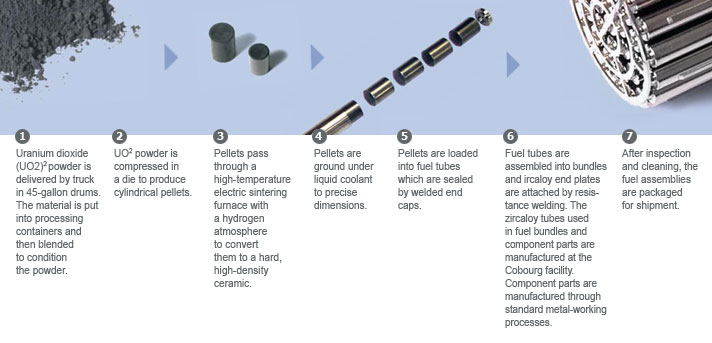 1
Uranium dioxide
(UO2)² powder is
delivered by truck
in 45-gallon drums.
The material is put
into processing
containers and
then blended
to condition
the powder.
2
UO² powder is
compressed in
a die to produce
cylindrical pellets.
3
Pellets pass
through a
high-temperature
electric sintering
furnace with
a hydrogen
atmosphere
to convert
them to a hard,
high-density
ceramic.
4
Pellets are
ground under
liquid coolant
to precise
dimensions.
5
Pellets are loaded
into fuel tubes
which are sealed
by welded end
caps.
6
Fuel tubes are
assembled into bundles
and ircaloy end plates
are attached by resis-
tance welding. The
zircaloy tubes used
in fuel bundles and
component parts are
manufactured at the
Cobourg facility.
Component parts are
manufactured through
standard metal-working
processes.
7
After inspection
and cleaning, the
fuel assemblies
are packaged
for shipment.